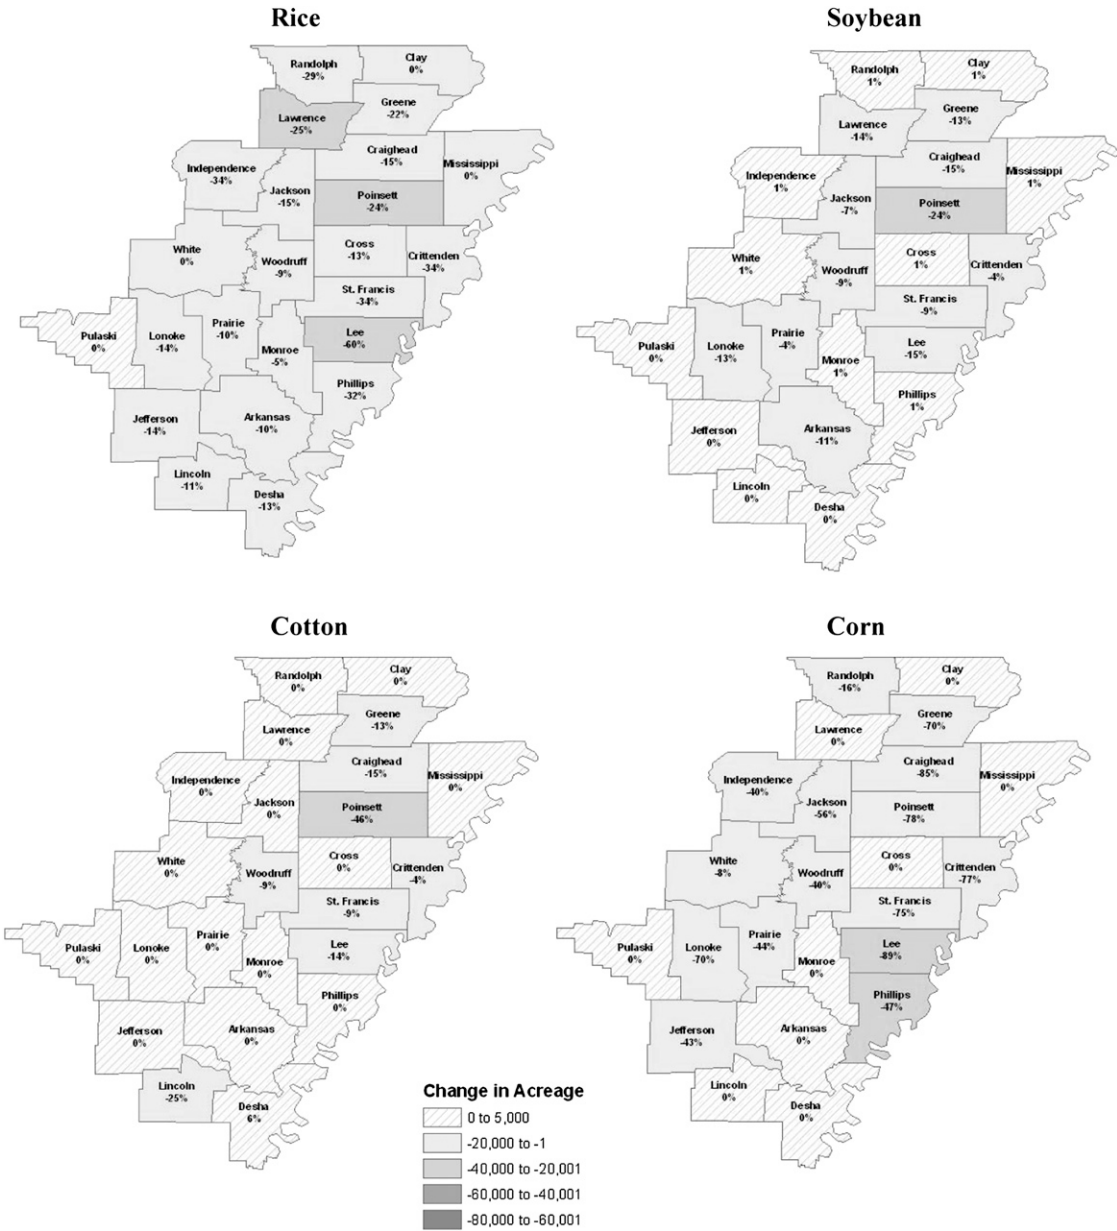 Rice
Randolph
-29%
Clay
0%
Lawrence
-25%
Greene
-22%
Craighead
-15%
Mississippi
0%
Independence
-34%
Jackson
-15%
Poinsett
-24%
White
0%
Woodruff
-9%
Cross
-13%
Crittenden
-34%
St. Francis
-34%
Pulaski
0%
Lonoke
-14%
Prairie
-10%
Monroe
-5%
Lee
-60%
Phillips
-32%
Jefferson
-14%
Arkansas
-10%
Lincoln
-11%
Desha
-13%
Soybean
Randolph
1%
Clay
1%
Lawrence
-14%
Greene
-13%
Craighead
-15%
Mississippi
1%
Independence
1%
Jackson
-7%
Poinsett
-24%
White
1%
Woodruff
-9%
Cross
1%
Crittenden
-4%
St. Francis
-9%
Pulaski
0%
Lonoke
-13%
Prairie
-4%
Monroe
1%
Lee
-15%
Phillips
1%
Jefferson
0%
Arkansas
-11%
Lincoln
0%
Desha
0%
Cotton
Randolph
0%
Clay
0%
Lawrence
0%
Greene
-13%
Craighead
-15%
Mississippi
0%
Independence
0%
Jackson
0%
Poinsett
-46%
White
0%
Woodruff
-9%
Cross
0%
Crittenden
-4%
St. Francis
-9%
Pulaski
0%
Lonoke
0%
Prairie
0%
Monroe
0%
Lee
-14%
Phillips
0%
Jefferson
0%
Arkansas
0%
Lincoln
-25%
Desha
6%
Corn
Randolph
-16%
Clay
0%
Lawrence
0%
Greene
-70%
Craighead
-85%
Mississippi
0%
Independence
-40%
Jackson
-56%
Poinsett
-78%
White
-8%
Woodruff
-40%
Cross
0%
Crittenden
-77%
St. Francis
-75%
Pulaski
0%
Lonoke
-70%
Prairie
-44%
Monroe
0%
Lee
-89%
Phillips
-47%
Jefferson
-43%
Arkansas
0%
Lincoln
0%
Desha
0%
Change in Acreage
0 to 5,000
-20,000 to -1
-40,000 to -20,001
-60,000 to -40,001
-80,000 to -60,001